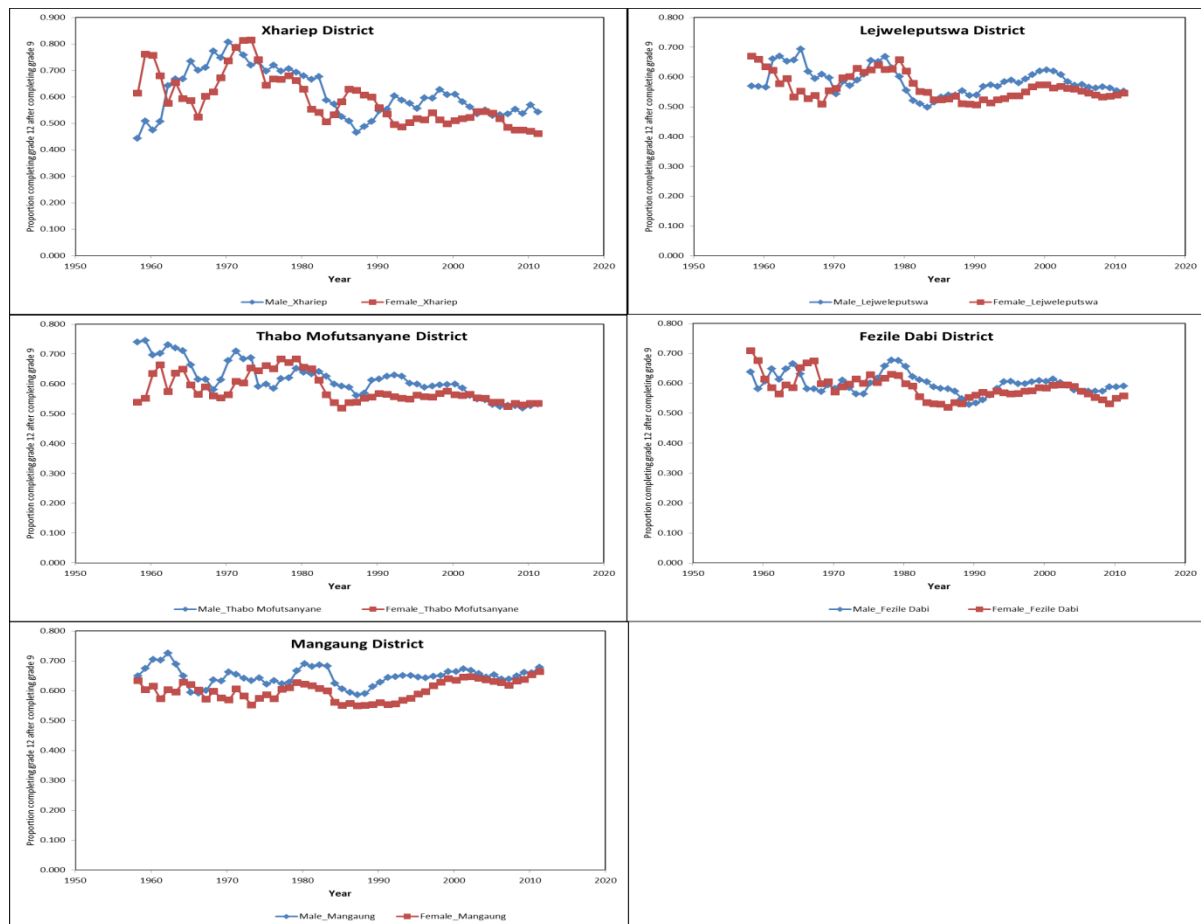 Xhariep District
Proportion completing grade 12 after completing grade 9
0.900
0.800
0.700
0.600
0.500
0.400
0.300
0.200
0.100
0.000
1950 1960 1970 1980 1990 2000 2010 2020
Year
Male_Xhariep Female_Xhariep
Lejweleputswa District
Proportion completing grade 12 after completing grade 9
0.800
0.700
0.600
0.500
0.400
0.300
0.200
0.100
0.000
1950 1960 1970 1980 1990 2000 2010 2020
Year
Male_Lejweleputswa Female_Lejweleputswa
Thabo Mofutsanyane District
Proportion completing grade 12 after completing grade 9
0.800
0.700
0.600
0.500
0.400
0.300
0.200
0.100
0.000
1950 1960 1970 1980 1990 2000 2010 2020
Year
Male_Thabo Mofutsanyane Female_Thabo Mofutsanyane
Fezile Dabi District
Proportion completing grade 12 after completing grade 9
0.800
0.700
0.600
0.500
0.400
0.300
0.200
0.100
0.000
1950 1960 1970 1980 1990 2000 2010 2020
Year
Male_Fezile Dabi Female_Fezile Dabi
Mangaung District
Proportion completing grade 12 after completing grade 9
0.800
0.700
0.600
0.500
0.400
0.300
0.200
0.100
0.000
1950 1960 1970 1980 1990 2000 2010 2020
Year
Male_Mangaung Female_Mangaung